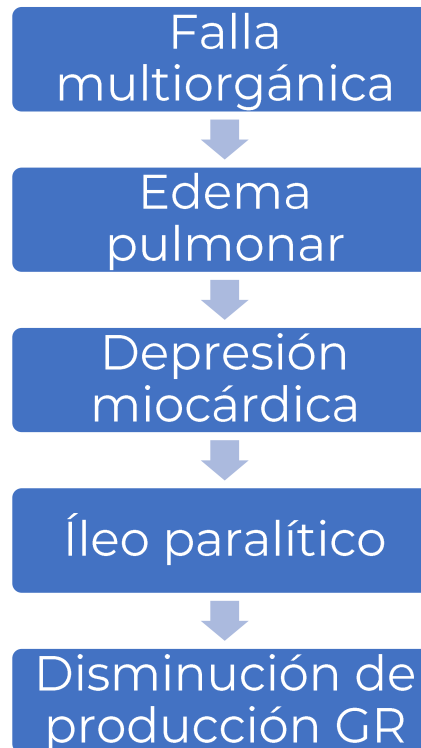 Falla
multiorgánica
Edema
pulmonar
Depresión
miocárdica
Íleo paralítico
Disminución de
producción GR